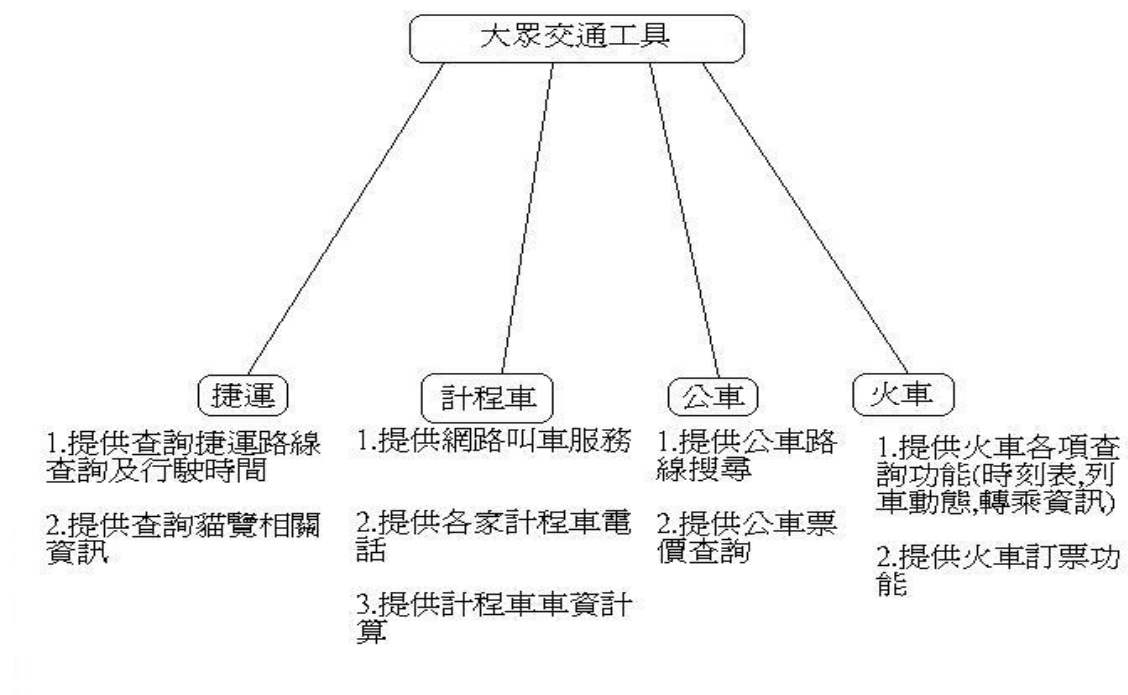 大眾交通工具
捷運
1.提供查詢捷運路線
查詢及行駛時間
2.提供查詢貓覽相關
資訊
計程車
1.提供網路叫車服務
2.提供各家計程車電
話
3.提供計程車車資計
算
公車
1.提供公車路
線搜尋
2.提供公車票
價查詢
火車
1.提供火車各項查
詢功能(時刻表,列
車動態,轉乘資訊)
2.提供火車訂票功
能